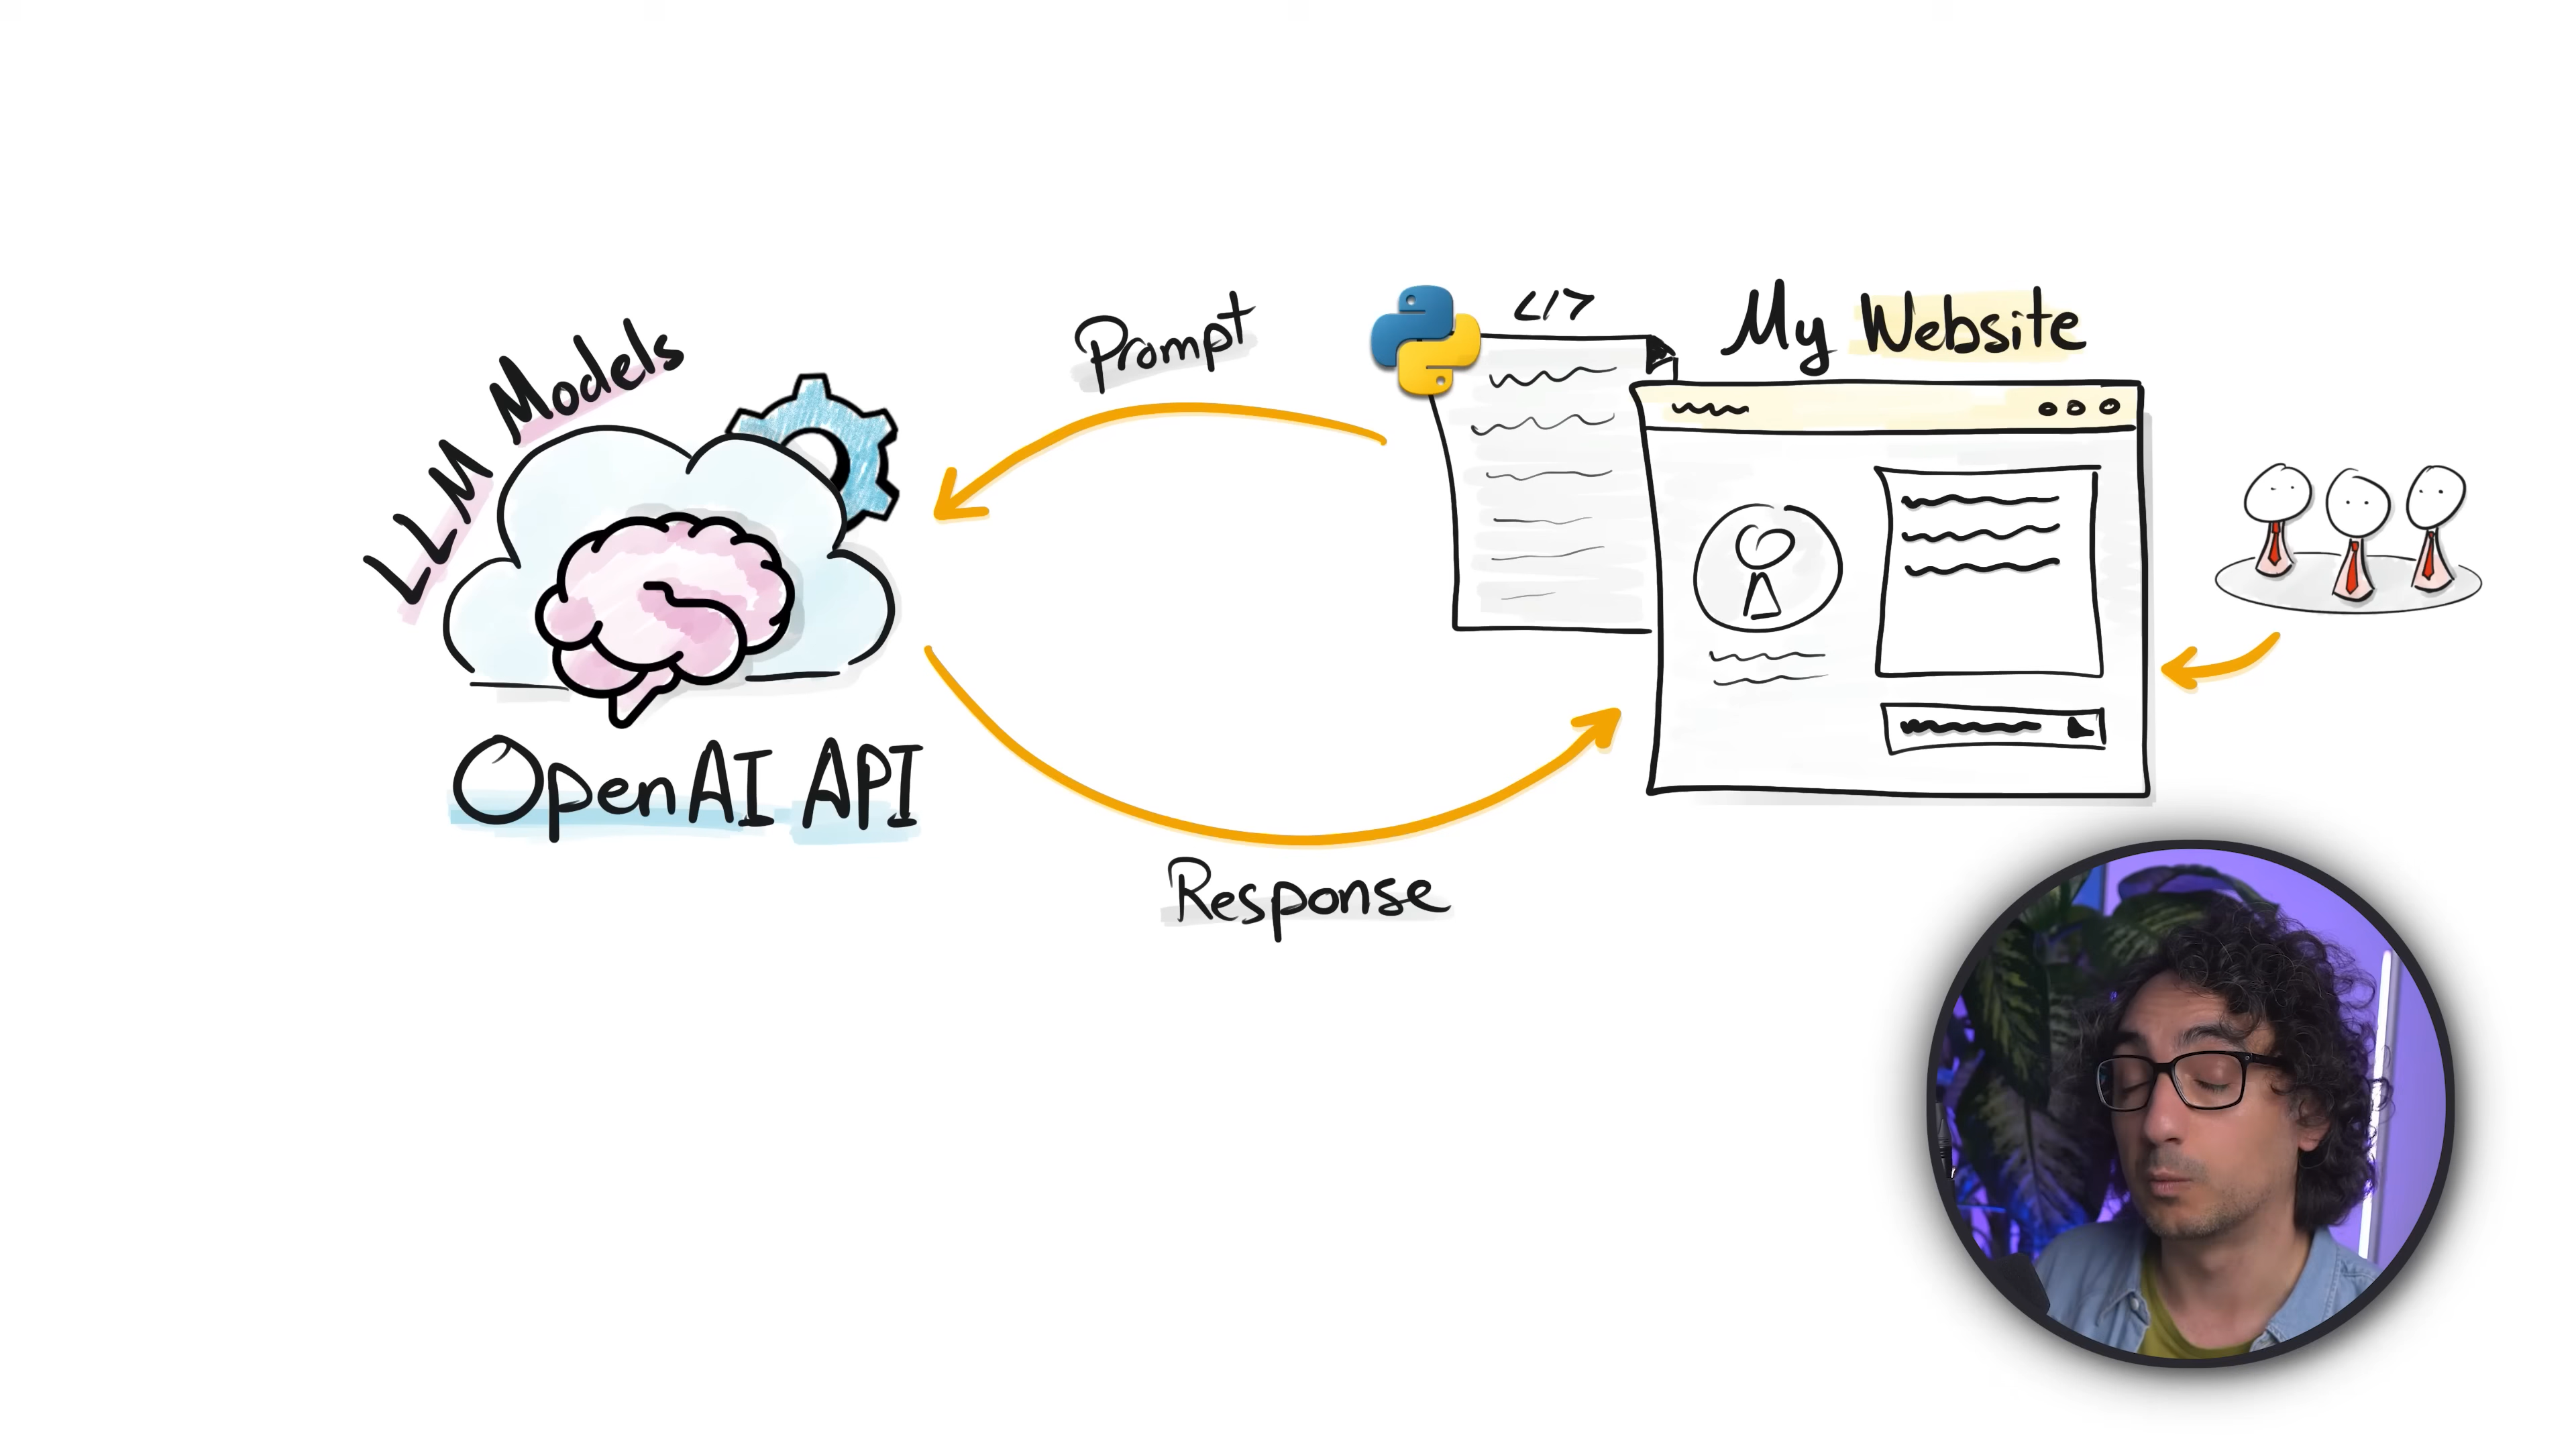 LLM Models
OpenAI API
Prompt
Response
</>
My Website